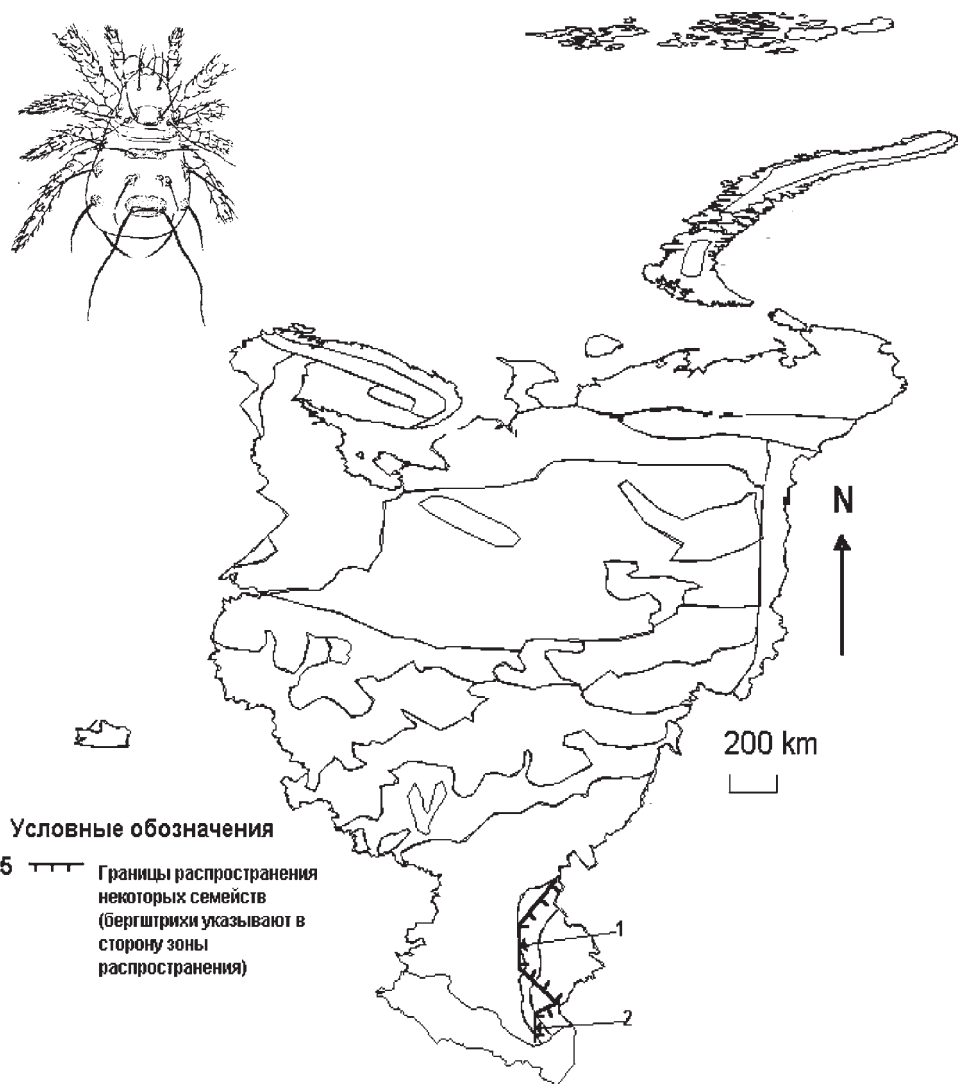 N
200 km
Условные обозначения
5 Границы распространения
некоторых семейств
(бергштрихи указывают в
сторону зоны
распространения)
1
2